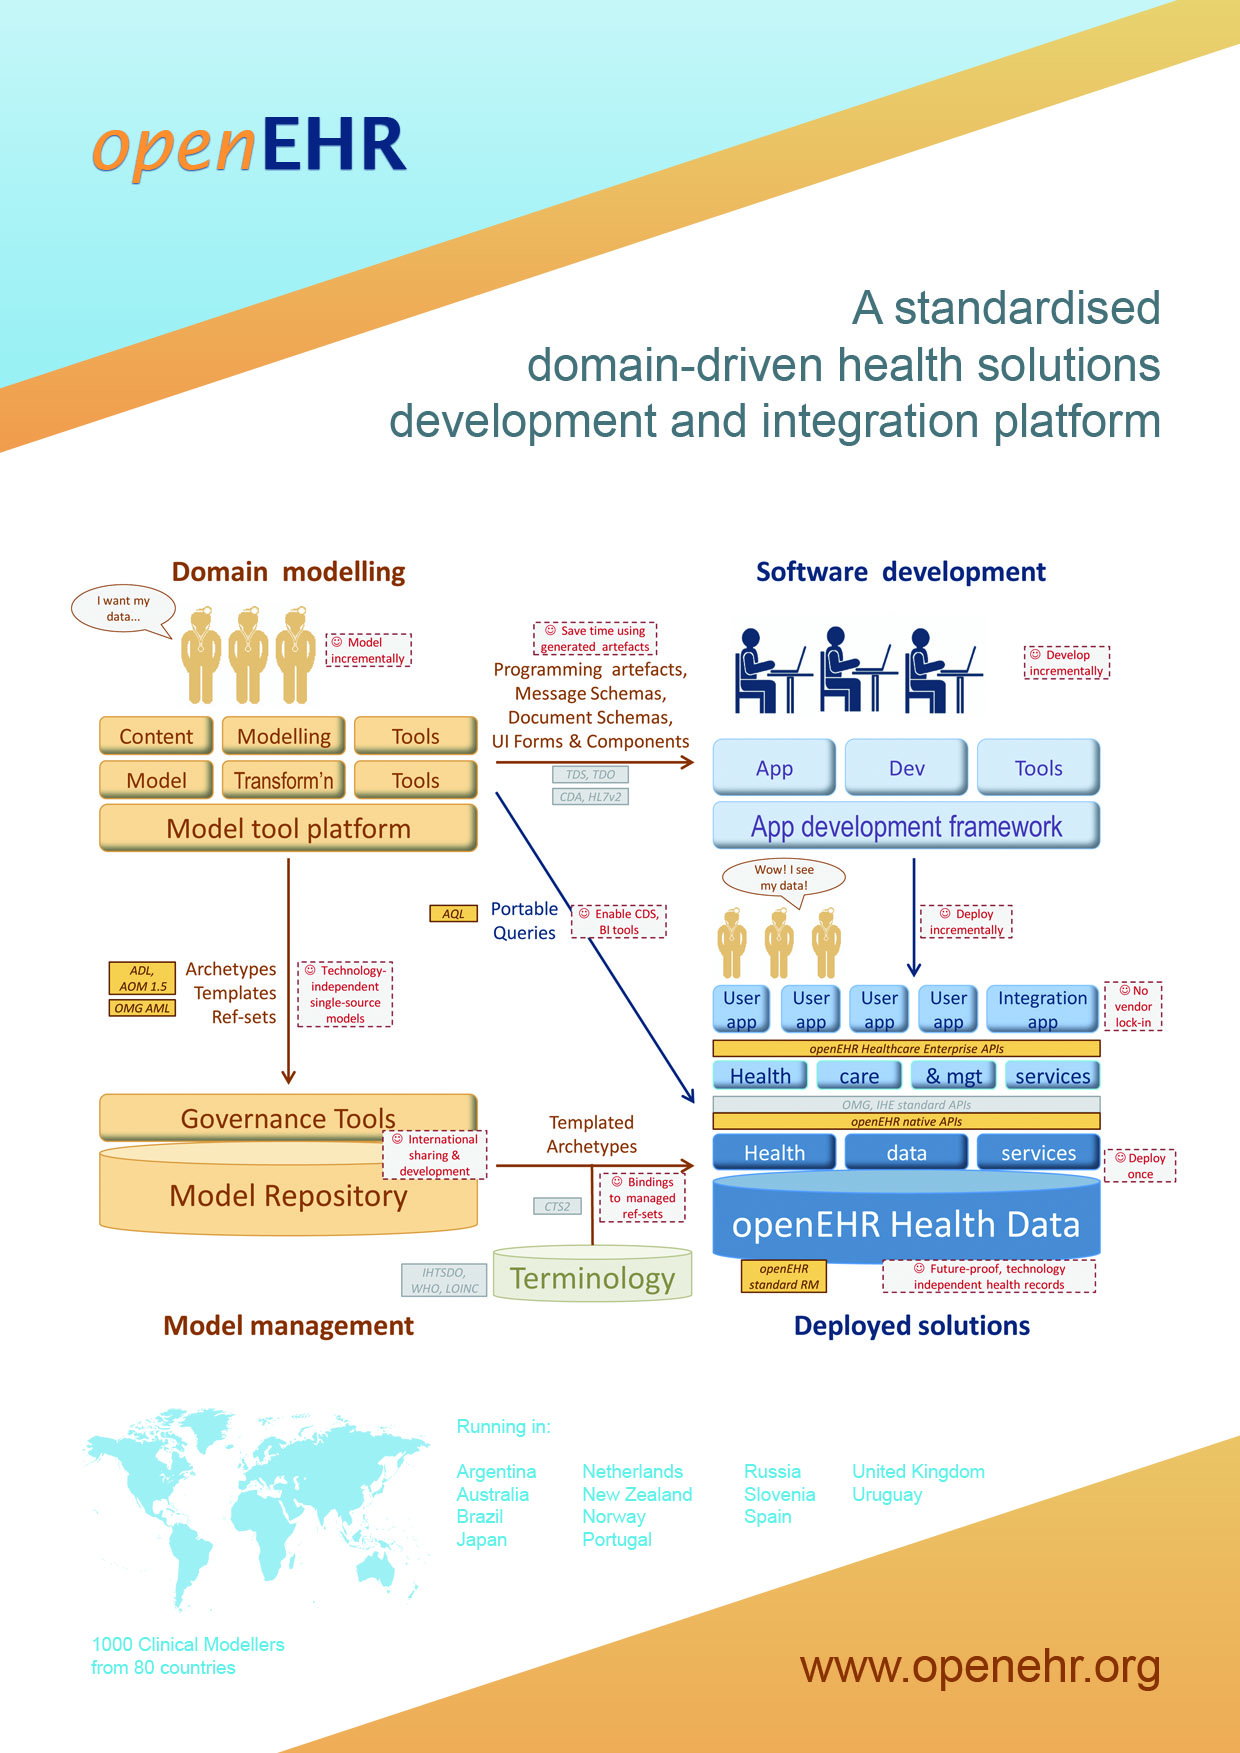 openEHR
A standardised
domain-driven health solutions
development and integration platform
Domain modelling
I want my
data...
☺ Model
incrementally
Content Modelling Tools
Model Transform'n Tools
Model tool platform
☺ Save time using
generated artefacts
Programming artefacts,
Message Schemas,
Document Schemas,
UI Forms & Components
TDS, TDO
CDA, HL7v2
Software development
☺ Develop
incrementally
App Dev Tools
App development framework
Wow! I see
my data!
☺ Deploy
incrementally
AQL
Portable
Queries
☺ Enable CDS,
BI tools
ADL,
AOM 1.5
OMG AML
Archetypes
Templates
Ref-sets
☺ Technology-
independent
single-source
models
User
app
User
app
User
app
User
app
Integration
app
☺ No
vendor
lock-in
openEHR Healthcare Enterprise APIs
Health care & mgt services
OMG, IHE standard APIs
openEHR native APIs
Health data services
☺ Deploy
once
openEHR Health Data
openEHR
standard RM
☺ Future-proof, technology
independent health records
Governance Tools
☺ International
sharing &
development
Model Repository
Templated
Archetypes
CTS2
☺ Bindings
to managed
ref-sets
IHTSDO,
WHO, LOINC
Terminology
Model management
Deployed solutions
Running in:
Argentina Netherlands Russia United Kingdom
Australia New Zealand Slovenia Uruguay
Brazil Norway Spain
Japan Portugal
1000 Clinical Modellers
from 80 countries
www.openehr.org